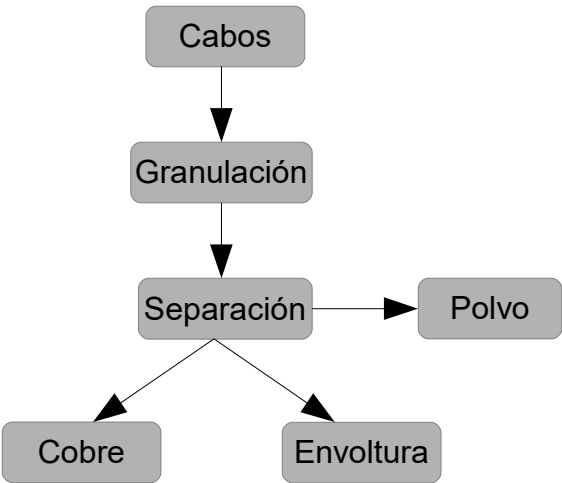 Cabos
Granulación
Separación
Polvo
Cobre
Envoltura